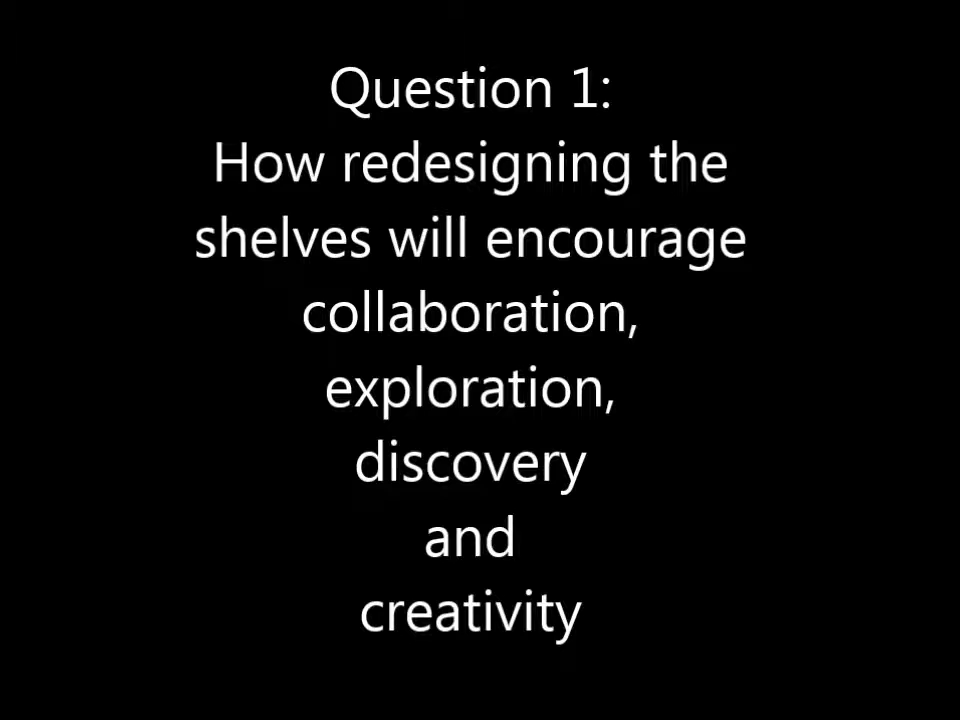 Question 1:
How redesigning the
shelves will encourage
collaboration,
exploration,
discovery
and
creativity